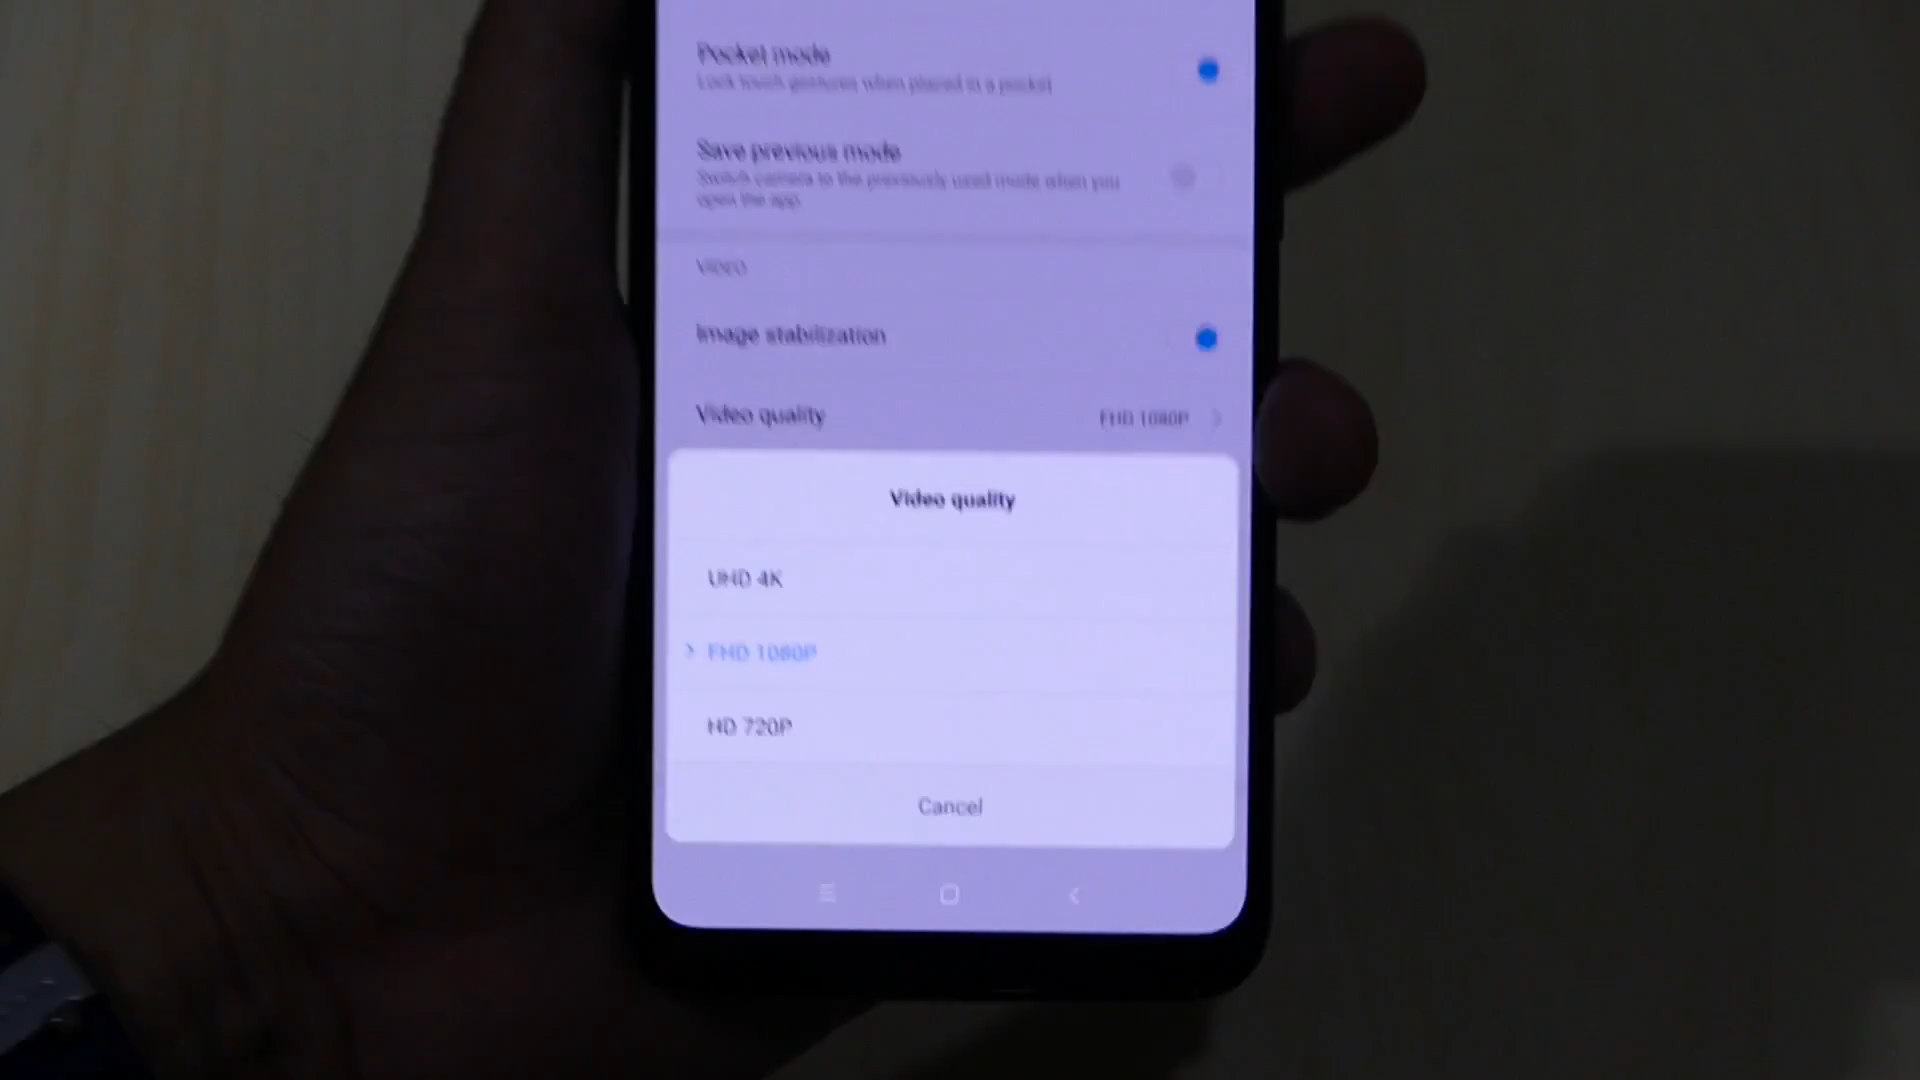 Pocket mode
Lock touch gestures when placed in a pocket
Save previous mode
Switch camera to the previously used mode when you
open the app
VIDEO
Image stabilization
Video quality FHD 1080P
Video quality
UHD 4K
FHD 1080P
HD 720P
Cancel